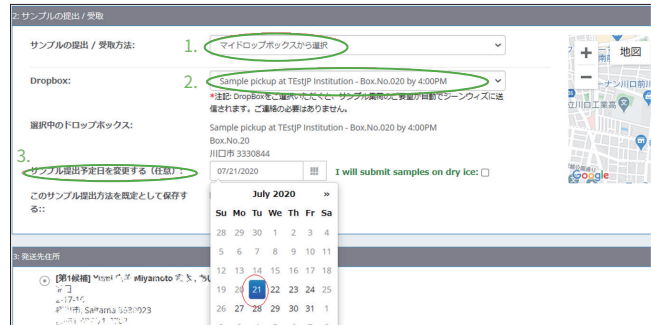 2: サンプルの提出 / 受取
サンプルの提出 / 受取方法:
1.
マイドロップボックスから選択
Dropbox:
2.
Sample pickup at TEstJP Institution - Box.No.020 by 4:00PM
*注記: DropBoxをご選択いただくと、サンプル集荷のご要望が自動でジーンウィズに送
信されます。ご連絡の必要はありません。
選択中のドロップボックス:
Sample pickup at TEstJP Institution - Box.No.020 by 4:00PM
Box.No.20
川口市 3330844
3.
サンプル提出予定日を変更する（任意）:
07/21/2020
I will submit samples on dry ice:
このサンプル提出方法を既定として保存す
る::
July 2020 »
Su Mo Tu We Th Fr Sa
28 29 30 1 2 3 4
5 6 7 8 9 10 11
12 13 14 15 16 17 18
19 20 21 22 23 24 25
26 27 28 29 30 31 1
3: 発送先住所
[第1候補]
Miyamoto
Saitama
+
地図
−
川口工業高
Google